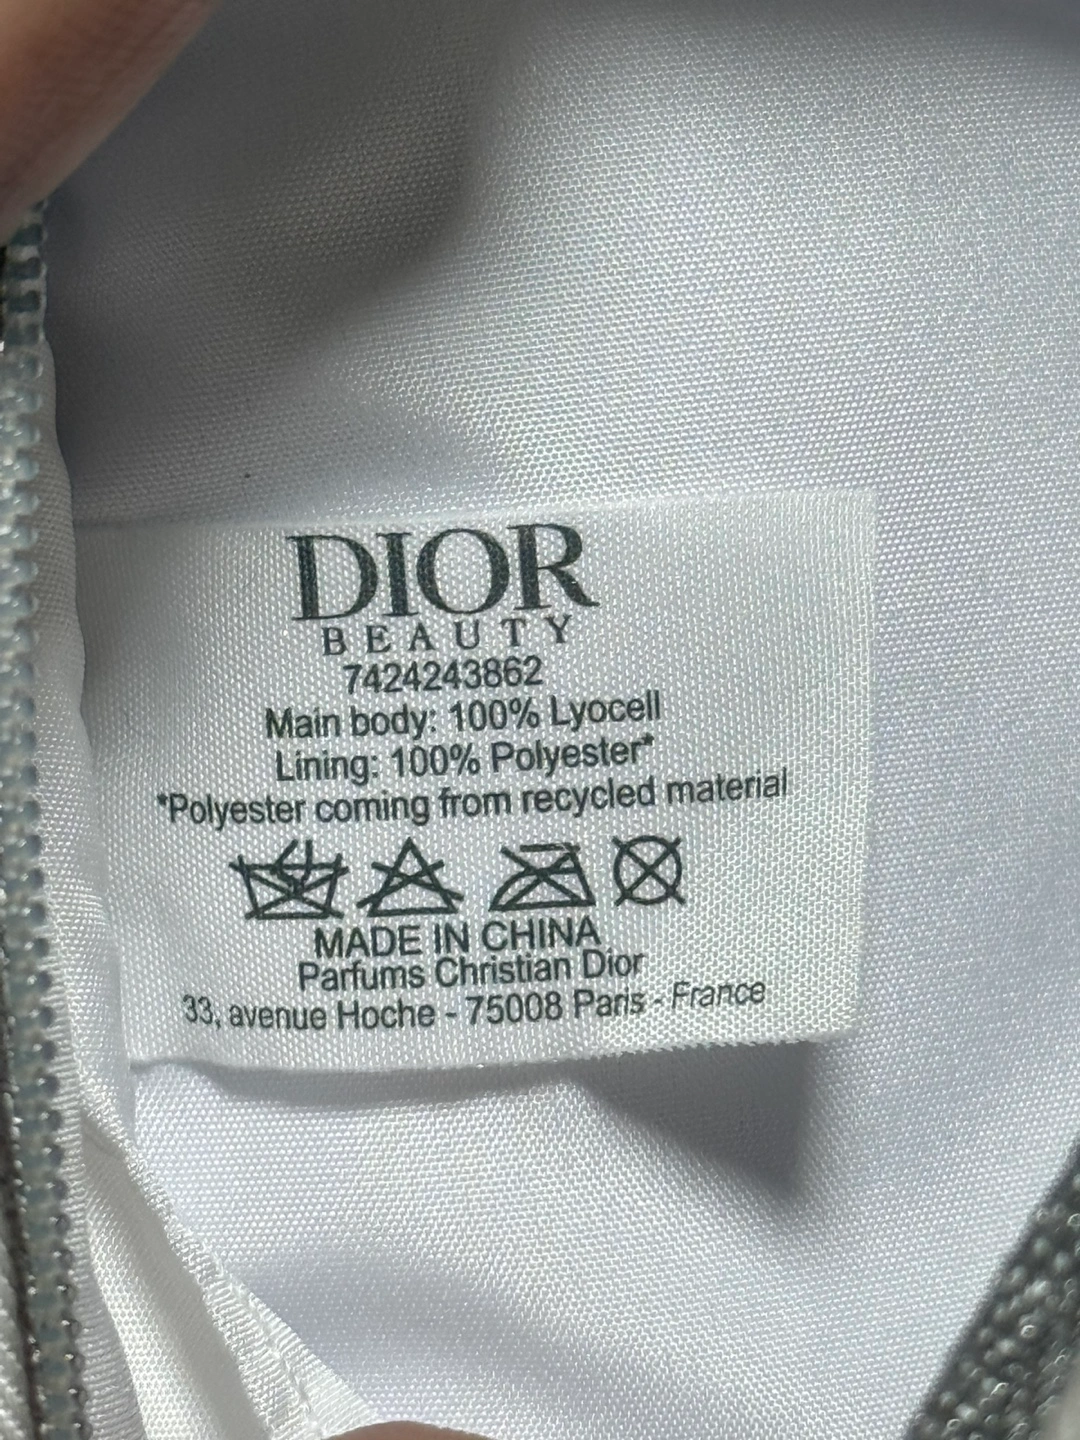 DIOR
BEAUTY
7424243862
Main body: 100% Lyocell
Lining: 100% Polyester*
*Polyester coming from recycled material
MADE IN CHINA
Parfums Christian Dior
33, avenue Hoche - 75008 Paris - France